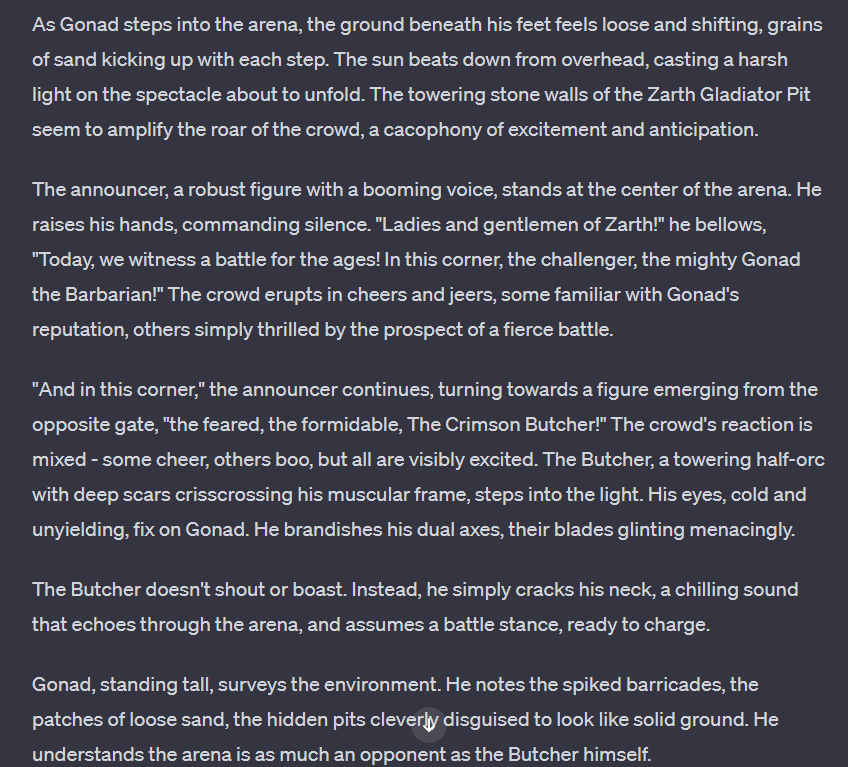 As Gonad steps into the arena, the ground beneath his feet feels loose and shifting, grains
of sand kicking up with each step. The sun beats down from overhead, casting a harsh
light on the spectacle about to unfold. The towering stone walls of the Zarth Gladiator Pit
seem to amplify the roar of the crowd, a cacophony of excitement and anticipation.
The announcer, a robust figure with a booming voice, stands at the center of the arena. He
raises his hands, commanding silence. "Ladies and gentlemen of Zarth!" he bellows,
"Today, we witness a battle for the ages! In this corner, the challenger, the mighty Gonad
the Barbarian!" The crowd erupts in cheers and jeers, some familiar with Gonad's
reputation, others simply thrilled by the prospect of a fierce battle.
"And in this corner," the announcer continues, turning towards a figure emerging from the
opposite gate, "the feared, the formidable, The Crimson Butcher!" The crowd's reaction is
mixed - some cheer, others boo, but all are visibly excited. The Butcher, a towering half-orc
with deep scars crisscrossing his muscular frame, steps into the light. His eyes, cold and
unyielding, fix on Gonad. He brandishes his dual axes, their blades glinting menacingly.
The Butcher doesn't shout or boast. Instead, he simply cracks his neck, a chilling sound
that echoes through the arena, and assumes a battle stance, ready to charge.
Gonad, standing tall, surveys the environment. He notes the spiked barricades, the
patches of loose sand, the hidden pits cleverly disguised to look like solid ground. He
understands the arena is as much an opponent as the Butcher himself.